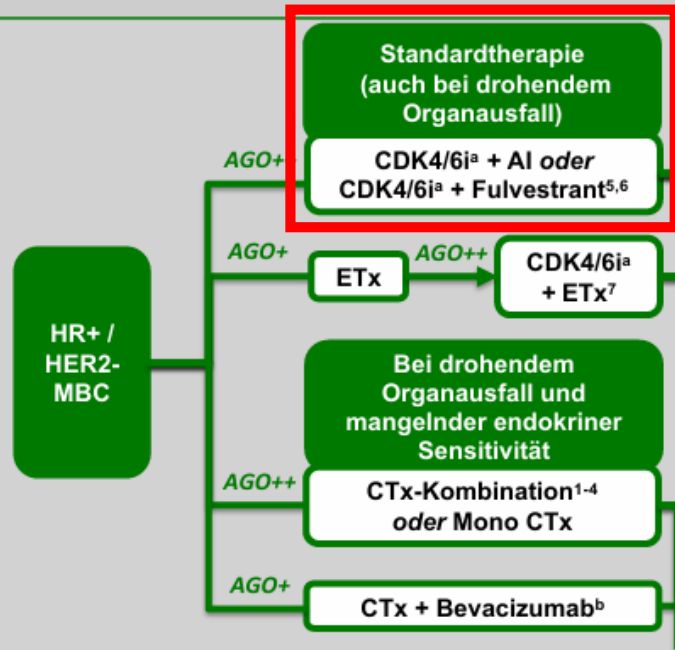 Standardtherapie
(auch bei drohendem
Organausfall)
AGO+
CDK4/6iᵃ + AI oder
CDK4/6iᵃ + Fulvestrant⁵,⁶
AGO+
AGO++
ETx
CDK4/6iᵃ
+ ETx⁷
HR+ /
HER2-
MBC
Bei drohendem
Organausfall und
mangelnder endokriner
Sensitivität
AGO++
CTx-Kombination¹⁻⁴
oder Mono CTx
AGO+
CTx + Bevacizumabᵇ